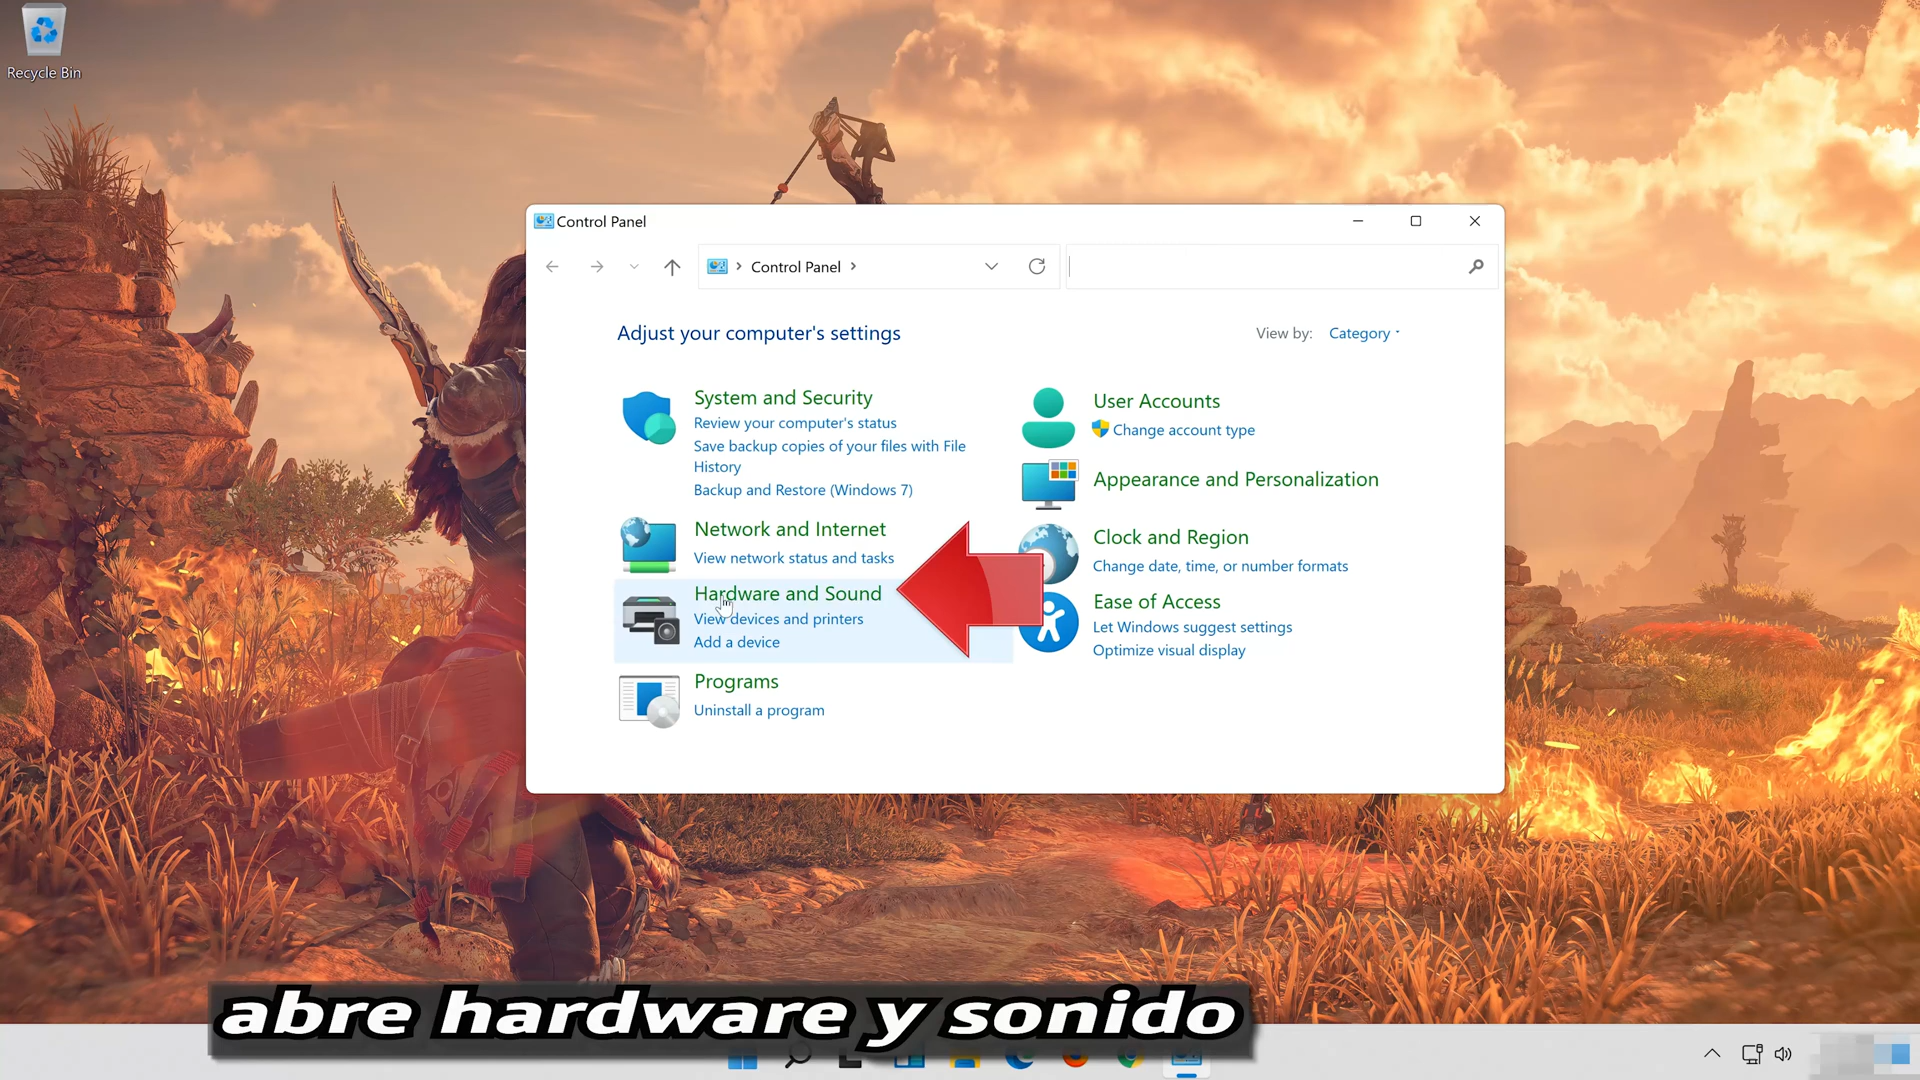 Recycle Bin
Control Panel
Control Panel
Adjust your computer's settings
View by: Category
System and Security
Review your computer's status
Save backup copies of your files with File
History
Backup and Restore (Windows 7)
Network and Internet
View network status and tasks
Hardware and Sound
View devices and printers
Add a device
Programs
Uninstall a program
User Accounts
Change account type
Appearance and Personalization
Clock and Region
Change date, time, or number formats
Ease of Access
Let Windows suggest settings
Optimize visual display
abre hardware y sonido